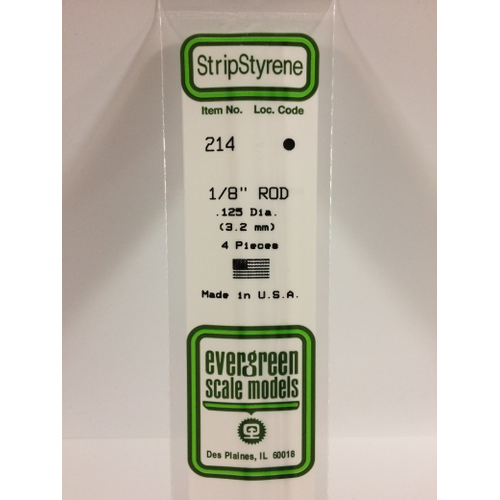 StripStyrene
Item No. Loc. Code
214
1/8" ROD
.125 Dia.
(3.2 mm)
4 Pieces
Made in U.S.A.
evergreen
scale models
Des Plaines, IL 60018